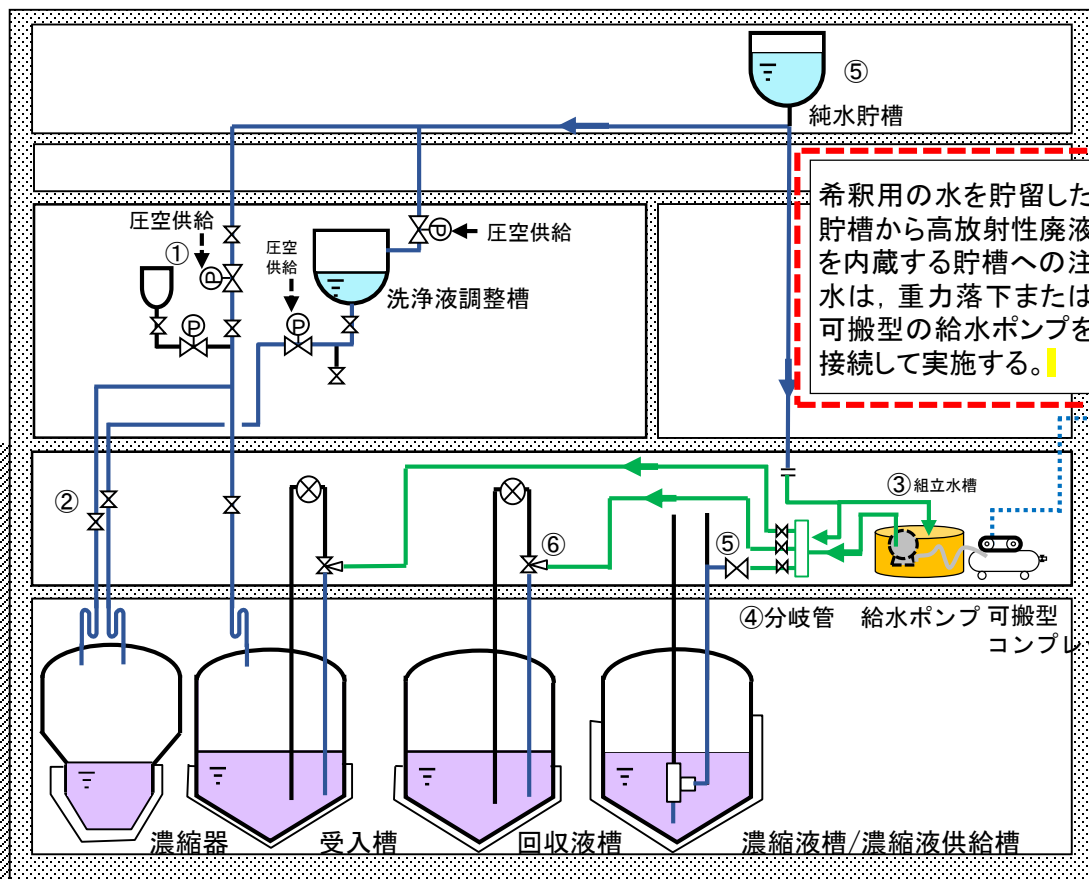 ⑤
純水貯槽
希釈用の水を貯留した
貯槽から高放射性廃液
を内蔵する貯槽への注
水は，重力落下または
可搬型の給水ポンプを
接続して実施する。
圧空供給
①
P
圧空
供給
P
P
P
圧空供給
洗浄液調整槽
②
③組立水槽
⑥
⑤
④分岐管
給水ポンプ
可搬型
コンプレ
濃縮器
受入槽
回収液槽
濃縮液槽/濃縮液供給槽